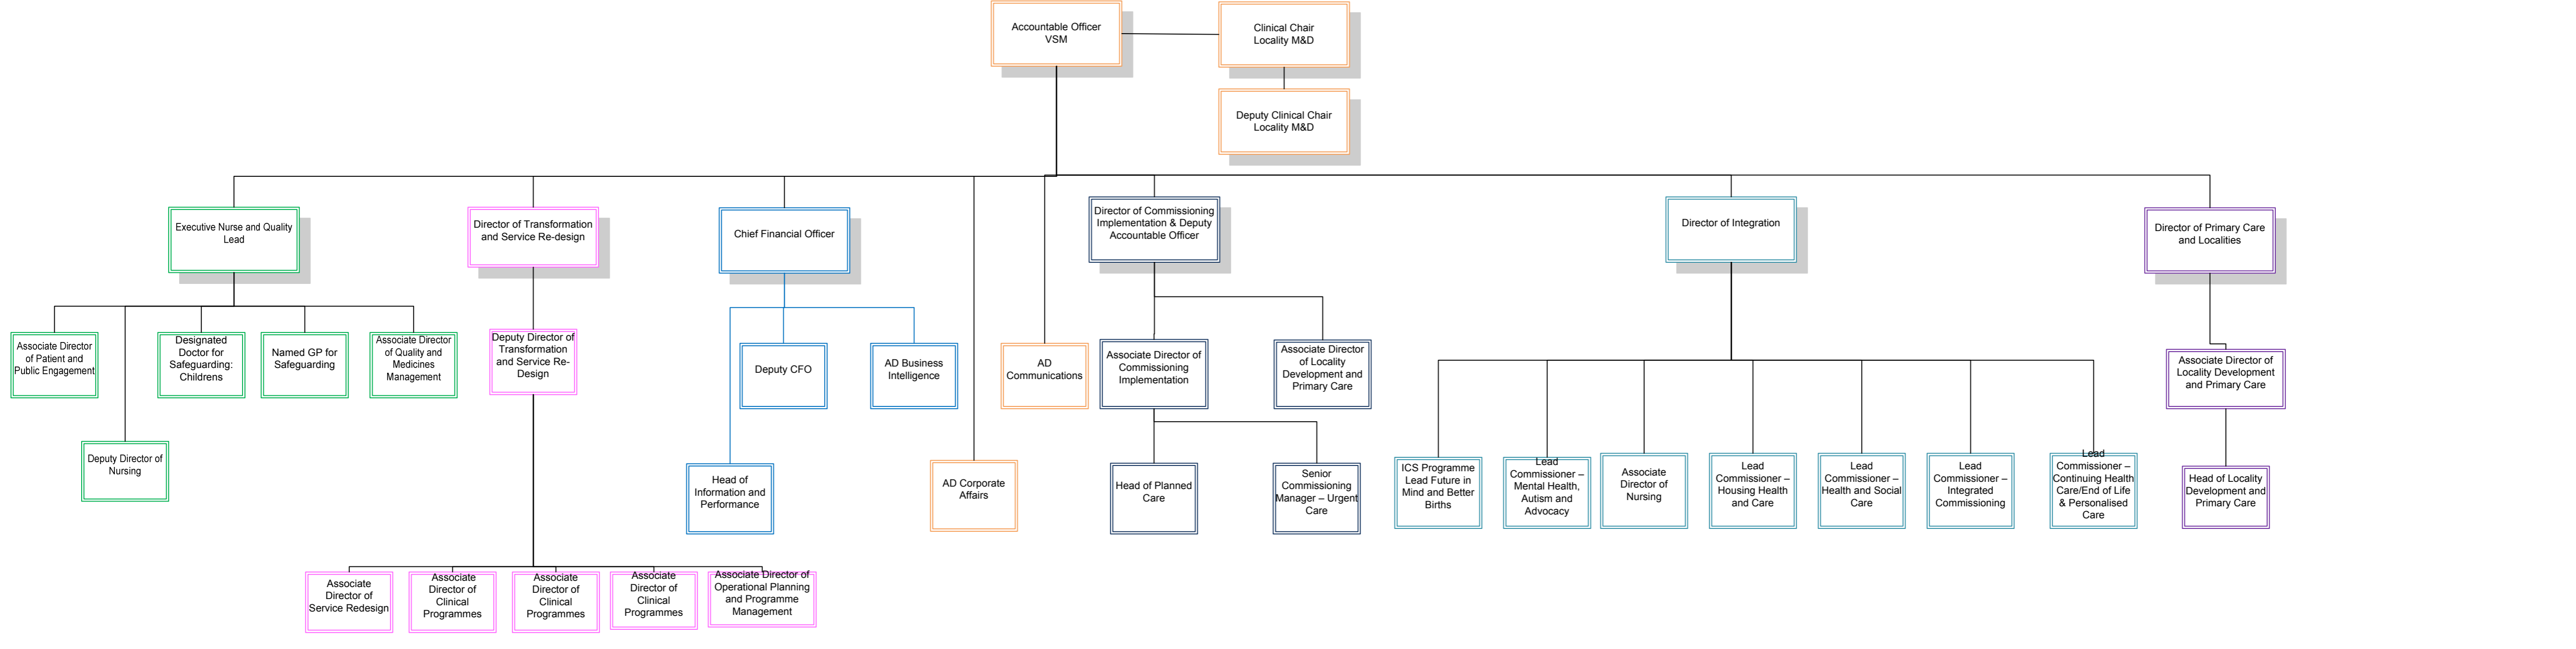 Accountable Officer
VSM
Clinical Chair
Locality M&D
Deputy Clinical Chair
Locality M&D
Executive Nurse and Quality
Lead
Director of Transformation
and Service Re-design
Chief Financial Officer
Director of Commissioning
Implementation & Deputy
Accountable Officer
Director of Integration
Director of Primary Care
and Localities
Associate Director
of Patient and
Public Engagement
Designated
Doctor for
Safeguarding:
Childrens
Named GP for
Safeguarding
Associate Director
of Quality and
Medicines
Management
Deputy Director of
Transformation
and Service Re-
Design
Deputy CFO
AD Business
Intelligence
AD
Communications
Associate Director of
Commissioning
Implementation
Associate Director
of Locality
Development and
Primary Care
Associate Director of
Locality Development
and Primary Care
Deputy Director of
Nursing
Head of
Information and
Performance
AD Corporate
Affairs
Head of Planned
Care
Senior
Commissioning
Manager – Urgent
Care
ICS Programme
Lead Future in
Mind and Better
Births
Lead
Commissioner –
Mental Health,
Autism and
Advocacy
Associate
Director of
Nursing
Lead
Commissioner –
Housing Health
and Care
Lead
Commissioner –
Health and Social
Care
Lead
Commissioner –
Integrated
Commissioning
Lead
Commissioner –
Continuing Health
Care/End of Life
& Personalised
Care
Head of Locality
Development and
Primary Care
Associate
Director of
Service Redesign
Associate
Director of
Clinical
Programmes
Associate
Director of
Clinical
Programmes
Associate
Director of
Clinical
Programmes
Associate Director of
Operational Planning
and Programme
Management